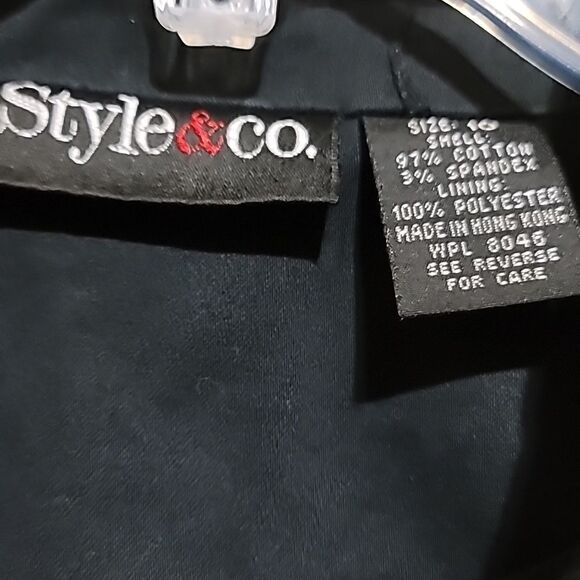 Style&co.
SIZE: 16
SHELL:
97% COTTON
3% SPANDEX
LINING:
100% POLYESTER
MADE IN HONG KONG
WPL 8046
SEE REVERSE
FOR CARE